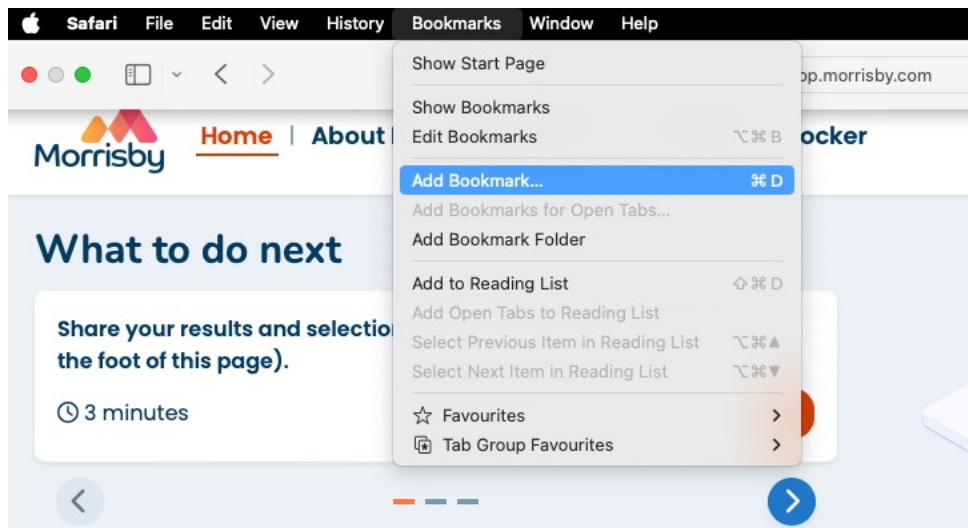 Safari File Edit View History Bookmarks Window Help
op.morrisby.com
Morrisby
Home | About
ocker
Show Start Page
Show Bookmarks
Edit Bookmarks ⌥⌘B
Add Bookmark... ⌘D
Add Bookmarks for Open Tabs...
Add Bookmark Folder
Add to Reading List ⇧⌘D
Add Open Tabs to Reading List
Select Previous Item in Reading List ⌥⌘▲
Select Next Item in Reading List ⌥⌘▼
Favourites
Tab Group Favourites
What to do next
Share your results and selectio
the foot of this page).
3 minutes